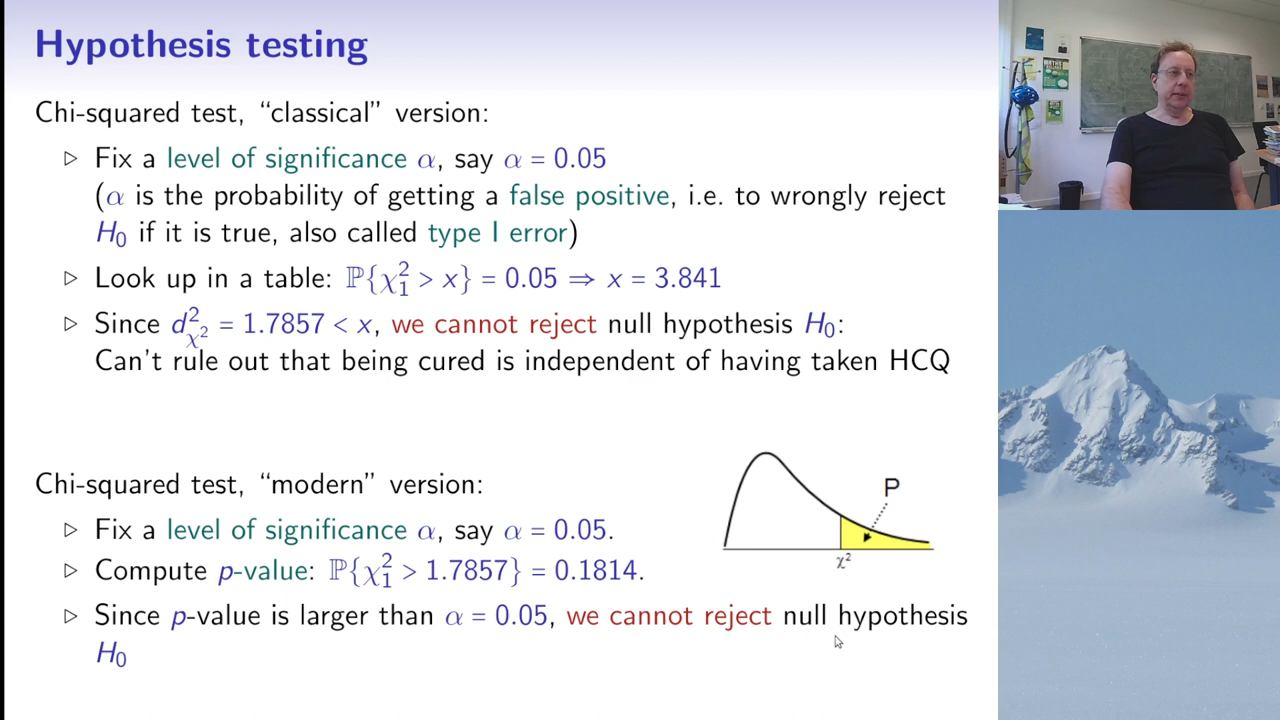 Hypothesis testing
Chi-squared test, “classical” version:
▷ Fix a level of significance α, say α = 0.05
(α is the probability of getting a false positive, i.e. to wrongly reject
H₀ if it is true, also called type I error)
▷ Look up in a table: ℙ{χ₁² > x} = 0.05 ⇒ x = 3.841
▷ Since d²_χ² = 1.7857 < x, we cannot reject null hypothesis H₀:
Can't rule out that being cured is independent of having taken HCQ
Chi-squared test, “modern” version:
▷ Fix a level of significance α, say α = 0.05.
▷ Compute p-value: ℙ{χ₁² > 1.7857} = 0.1814.
▷ Since p-value is larger than α = 0.05, we cannot reject null hypothesis
H₀
P
χ²